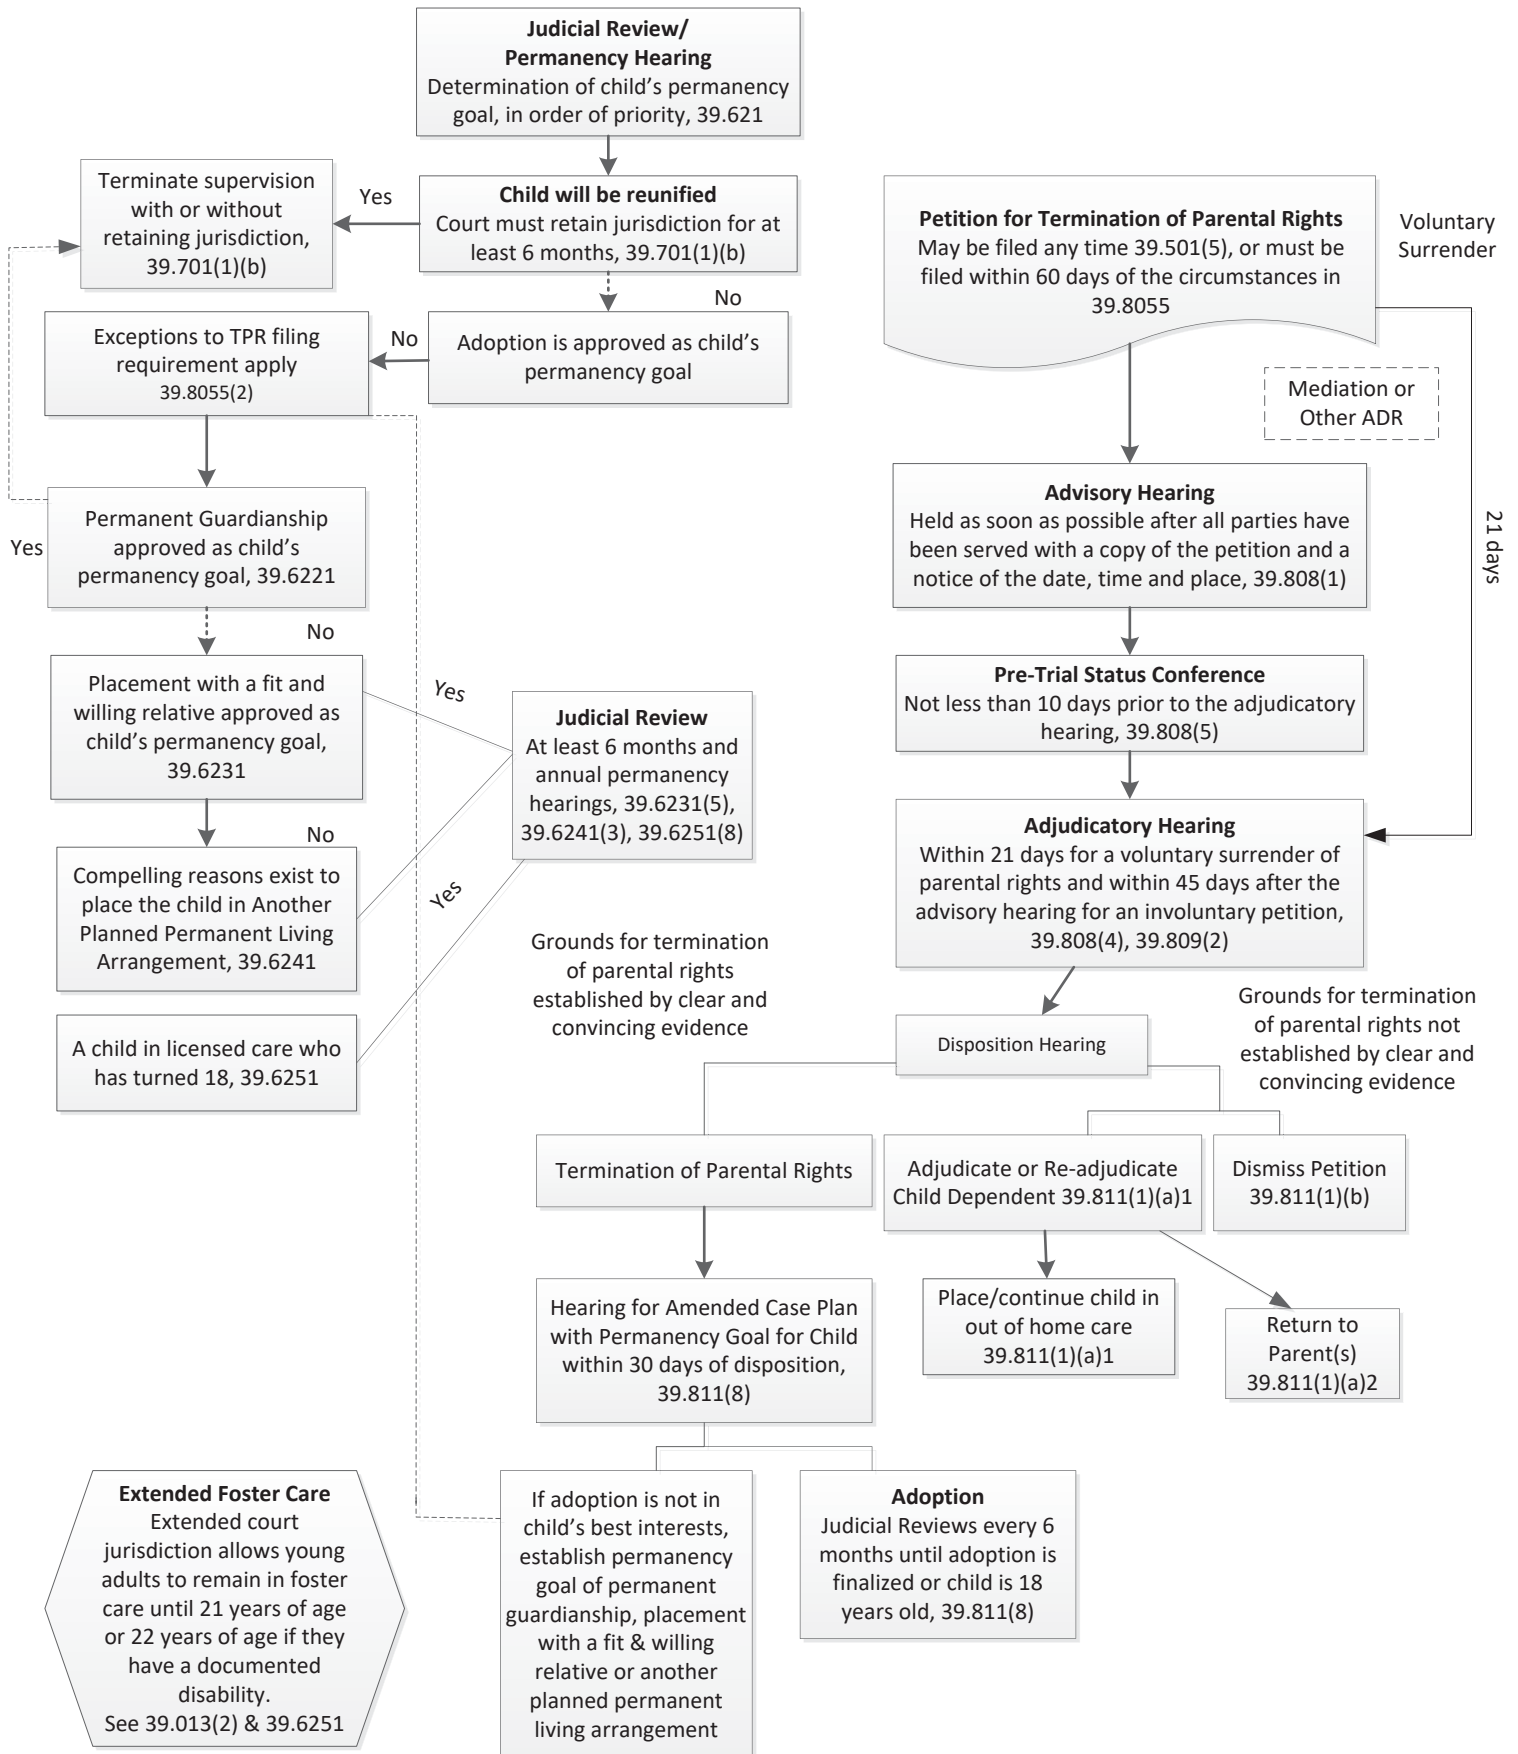 Judicial Review/
Permanency Hearing
Determination of child's permanency
goal, in order of priority, 39.621
Terminate supervision
with or without
retaining jurisdiction,
39.701(1)(b)
Yes
Child will be reunified
Court must retain jurisdiction for at
least 6 months, 39.701(1)(b)
No
Exceptions to TPR filing
requirement apply
39.8055(2)
No
Adoption is approved as child's
permanency goal
Yes
Permanent Guardianship
approved as child's
permanency goal, 39.6221
No
Placement with a fit and
willing relative approved as
child's permanency goal,
39.6231
Yes
No
Judicial Review
At least 6 months and
annual permanency
hearings, 39.6231(5),
39.6241(3), 39.6251(8)
Compelling reasons exist to
place the child in Another
Planned Permanent Living
Arrangement, 39.6241
Yes
A child in licensed care who
has turned 18, 39.6251
Petition for Termination of Parental Rights
May be filed any time 39.501(5), or must be
filed within 60 days of the circumstances in
39.8055
Voluntary
Surrender
Mediation or
Other ADR
21 days
Advisory Hearing
Held as soon as possible after all parties have
been served with a copy of the petition and a
notice of the date, time and place, 39.808(1)
Pre-Trial Status Conference
Not less than 10 days prior to the adjudicatory
hearing, 39.808(5)
Adjudicatory Hearing
Within 21 days for a voluntary surrender of
parental rights and within 45 days after the
advisory hearing for an involuntary petition,
39.808(4), 39.809(2)
Grounds for termination
of parental rights
established by clear and
convincing evidence
Disposition Hearing
Grounds for termination
of parental rights not
established by clear and
convincing evidence
Termination of Parental Rights
Adjudicate or Re-adjudicate
Child Dependent 39.811(1)(a)1
Dismiss Petition
39.811(1)(b)
Hearing for Amended Case Plan
with Permanency Goal for Child
within 30 days of disposition,
39.811(8)
Place/continue child in
out of home care
39.811(1)(a)1
Return to
Parent(s)
39.811(1)(a)2
Extended Foster Care
Extended court
jurisdiction allows young
adults to remain in foster
care until 21 years of age
or 22 years of age if they
have a documented
disability.
See 39.013(2) & 39.6251
If adoption is not in
child's best interests,
establish permanency
goal of permanent
guardianship, placement
with a fit & willing
relative or another
planned permanent
living arrangement
Adoption
Judicial Reviews every 6
months until adoption is
finalized or child is 18
years old, 39.811(8)